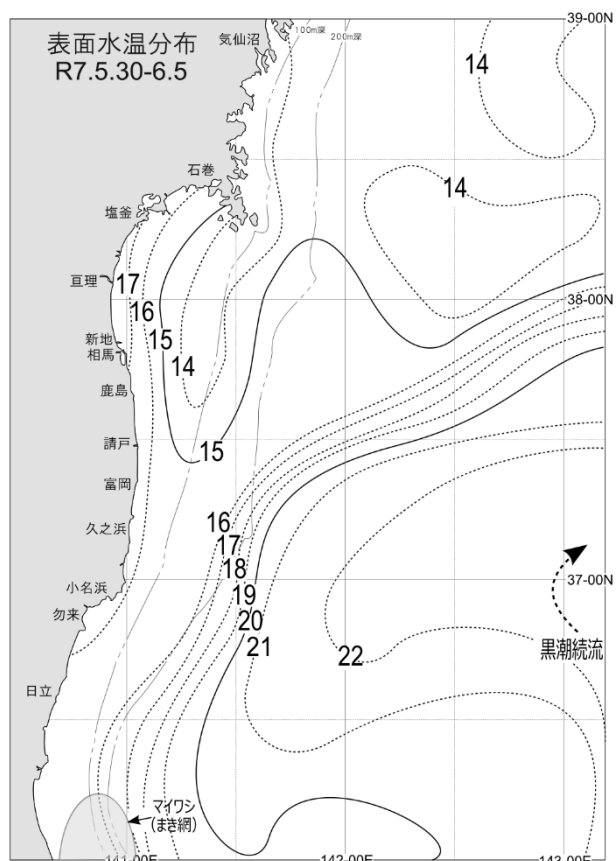 表面水温分布
R7.5.30-6.5
気仙沼
100m深
200m深
39-00N
14
石巻
14
塩釜
亘理
17
38-00N
16
新地
15
相馬
14
鹿島
請戸
15
富岡
16
久之浜
17
18
37-00N
小名浜
19
勿来
20
21
22
黒潮続流
日立
マイワシ
(まき網)
141-00E
142-00E
143-00E